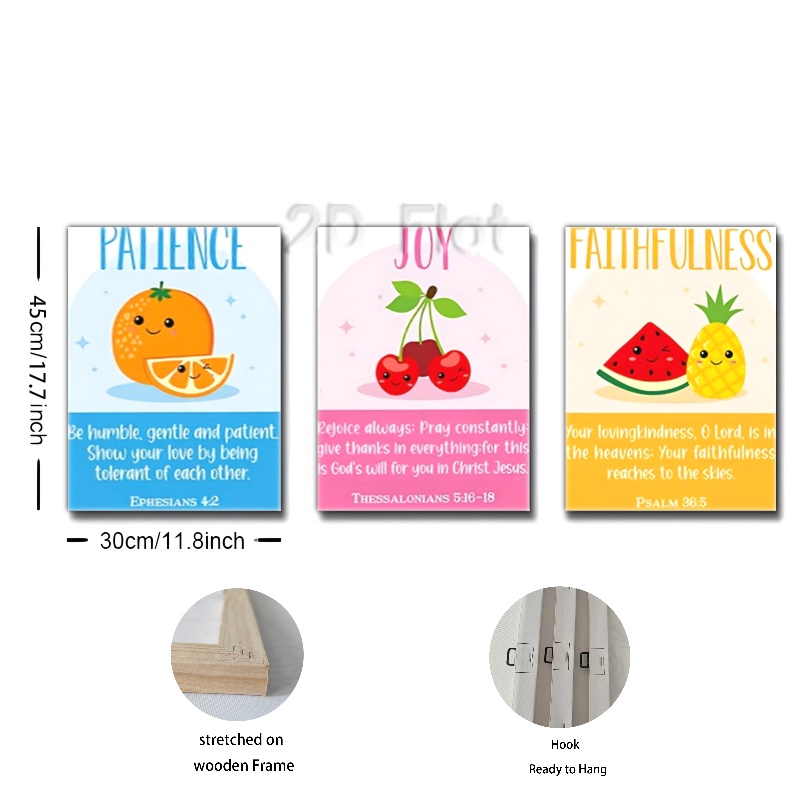 2D Flat
PATIENCE
JOY
FAITHFULNESS
45cm/17.7inch
Be humble, gentle and patient.
Show your love by being
tolerant of each other.
EPHESIANS 4:2
Rejoice always; Pray constantly;
give thanks in everything;for this
is God's will for you in Christ Jesus.
THESSALONIANS 5:16-18
Your lovingkindness, O Lord, is in
the heavens; Your faithfulness
reaches to the skies.
PSALM 36:5
30cm/11.8inch
stretched on
wooden Frame
Hook
Ready to Hang